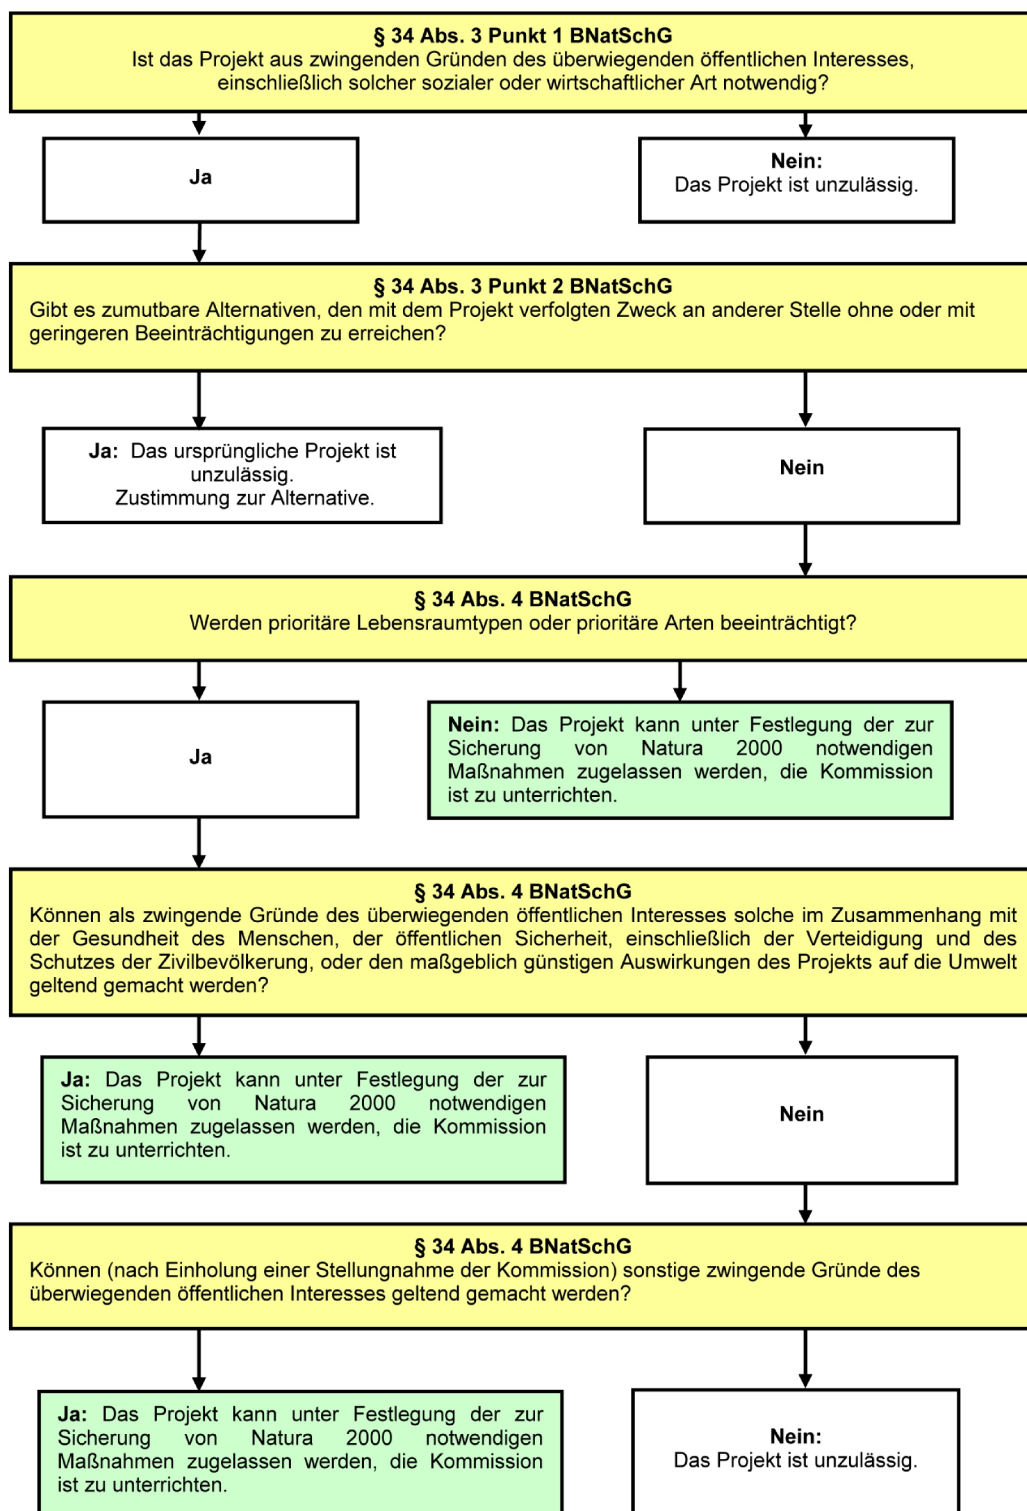 § 34 Abs. 3 Punkt 1 BNatSchG
Ist das Projekt aus zwingenden Gründen des überwiegenden öffentlichen Interesses,
einschließlich solcher sozialer oder wirtschaftlicher Art notwendig?
Ja
Nein:
Das Projekt ist unzulässig.
§ 34 Abs. 3 Punkt 2 BNatSchG
Gibt es zumutbare Alternativen, den mit dem Projekt verfolgten Zweck an anderer Stelle ohne oder mit
geringeren Beeinträchtigungen zu erreichen?
Ja: Das ursprüngliche Projekt ist
unzulässig.
Zustimmung zur Alternative.
Nein
§ 34 Abs. 4 BNatSchG
Werden prioritäre Lebensraumtypen oder prioritäre Arten beeinträchtigt?
Ja
Nein: Das Projekt kann unter Festlegung der zur
Sicherung von Natura 2000 notwendigen
Maßnahmen zugelassen werden, die Kommission
ist zu unterrichten.
§ 34 Abs. 4 BNatSchG
Können als zwingende Gründe des überwiegenden öffentlichen Interesses solche im Zusammenhang mit
der Gesundheit des Menschen, der öffentlichen Sicherheit, einschließlich der Verteidigung und des
Schutzes der Zivilbevölkerung, oder den maßgeblich günstigen Auswirkungen des Projekts auf die Umwelt
geltend gemacht werden?
Ja: Das Projekt kann unter Festlegung der zur
Sicherung von Natura 2000 notwendigen
Maßnahmen zugelassen werden, die Kommission
ist zu unterrichten.
Nein
§ 34 Abs. 4 BNatSchG
Können (nach Einholung einer Stellungnahme der Kommission) sonstige zwingende Gründe des
überwiegenden öffentlichen Interesses geltend gemacht werden?
Ja: Das Projekt kann unter Festlegung der zur
Sicherung von Natura 2000 notwendigen
Maßnahmen zugelassen werden, die Kommission
ist zu unterrichten.
Nein:
Das Projekt ist unzulässig.